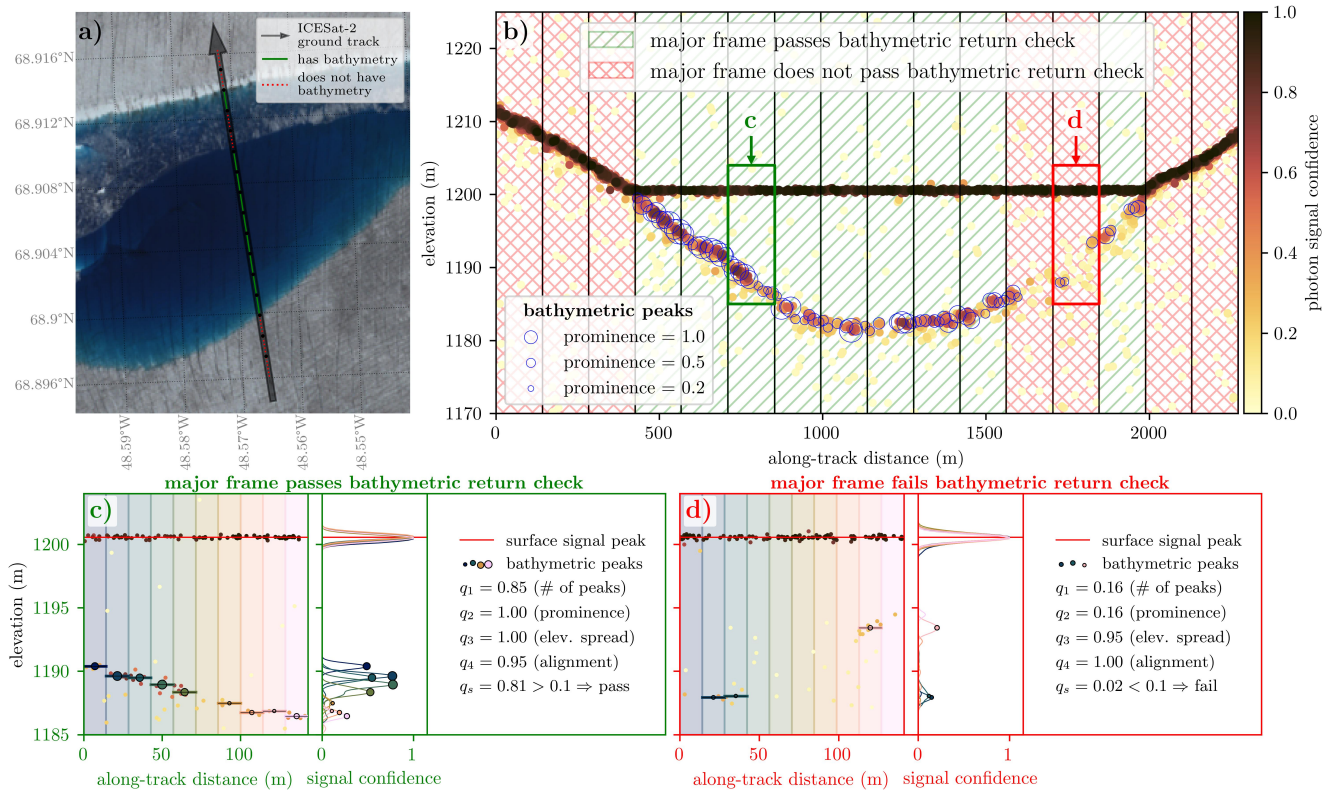 a)
ICESat-2
ground track
has bathymetry
does not have
bathymetry
68.916°N
68.912°N
68.908°N
68.904°N
68.9°N
68.896°N
48.59°W
48.58°W
48.57°W
48.56°W
48.55°W
b)
major frame passes bathymetric return check
major frame does not pass bathymetric return check
c
d
bathymetric peaks
prominence = 1.0
prominence = 0.5
prominence = 0.2
1220
1210
1200
1190
1180
1170
elevation (m)
0
500
1000
1500
2000
along-track distance (m)
1.0
0.8
0.6
0.4
0.2
0.0
photon signal confidence
major frame passes bathymetric return check
c)
1200
1195
1190
1185
elevation (m)
0
50
100
along-track distance (m)
0
1
signal confidence
surface signal peak
bathymetric peaks
q₁ = 0.85 (# of peaks)
q₂ = 1.00 (prominence)
q₃ = 1.00 (elev. spread)
q₄ = 0.95 (alignment)
qₛ = 0.81 > 0.1 ⇒ pass
major frame fails bathymetric return check
d)
0
50
100
along-track distance (m)
0
1
signal confidence
surface signal peak
bathymetric peaks
q₁ = 0.16 (# of peaks)
q₂ = 0.16 (prominence)
q₃ = 0.95 (elev. spread)
q₄ = 1.00 (alignment)
qₛ = 0.02 < 0.1 ⇒ fail